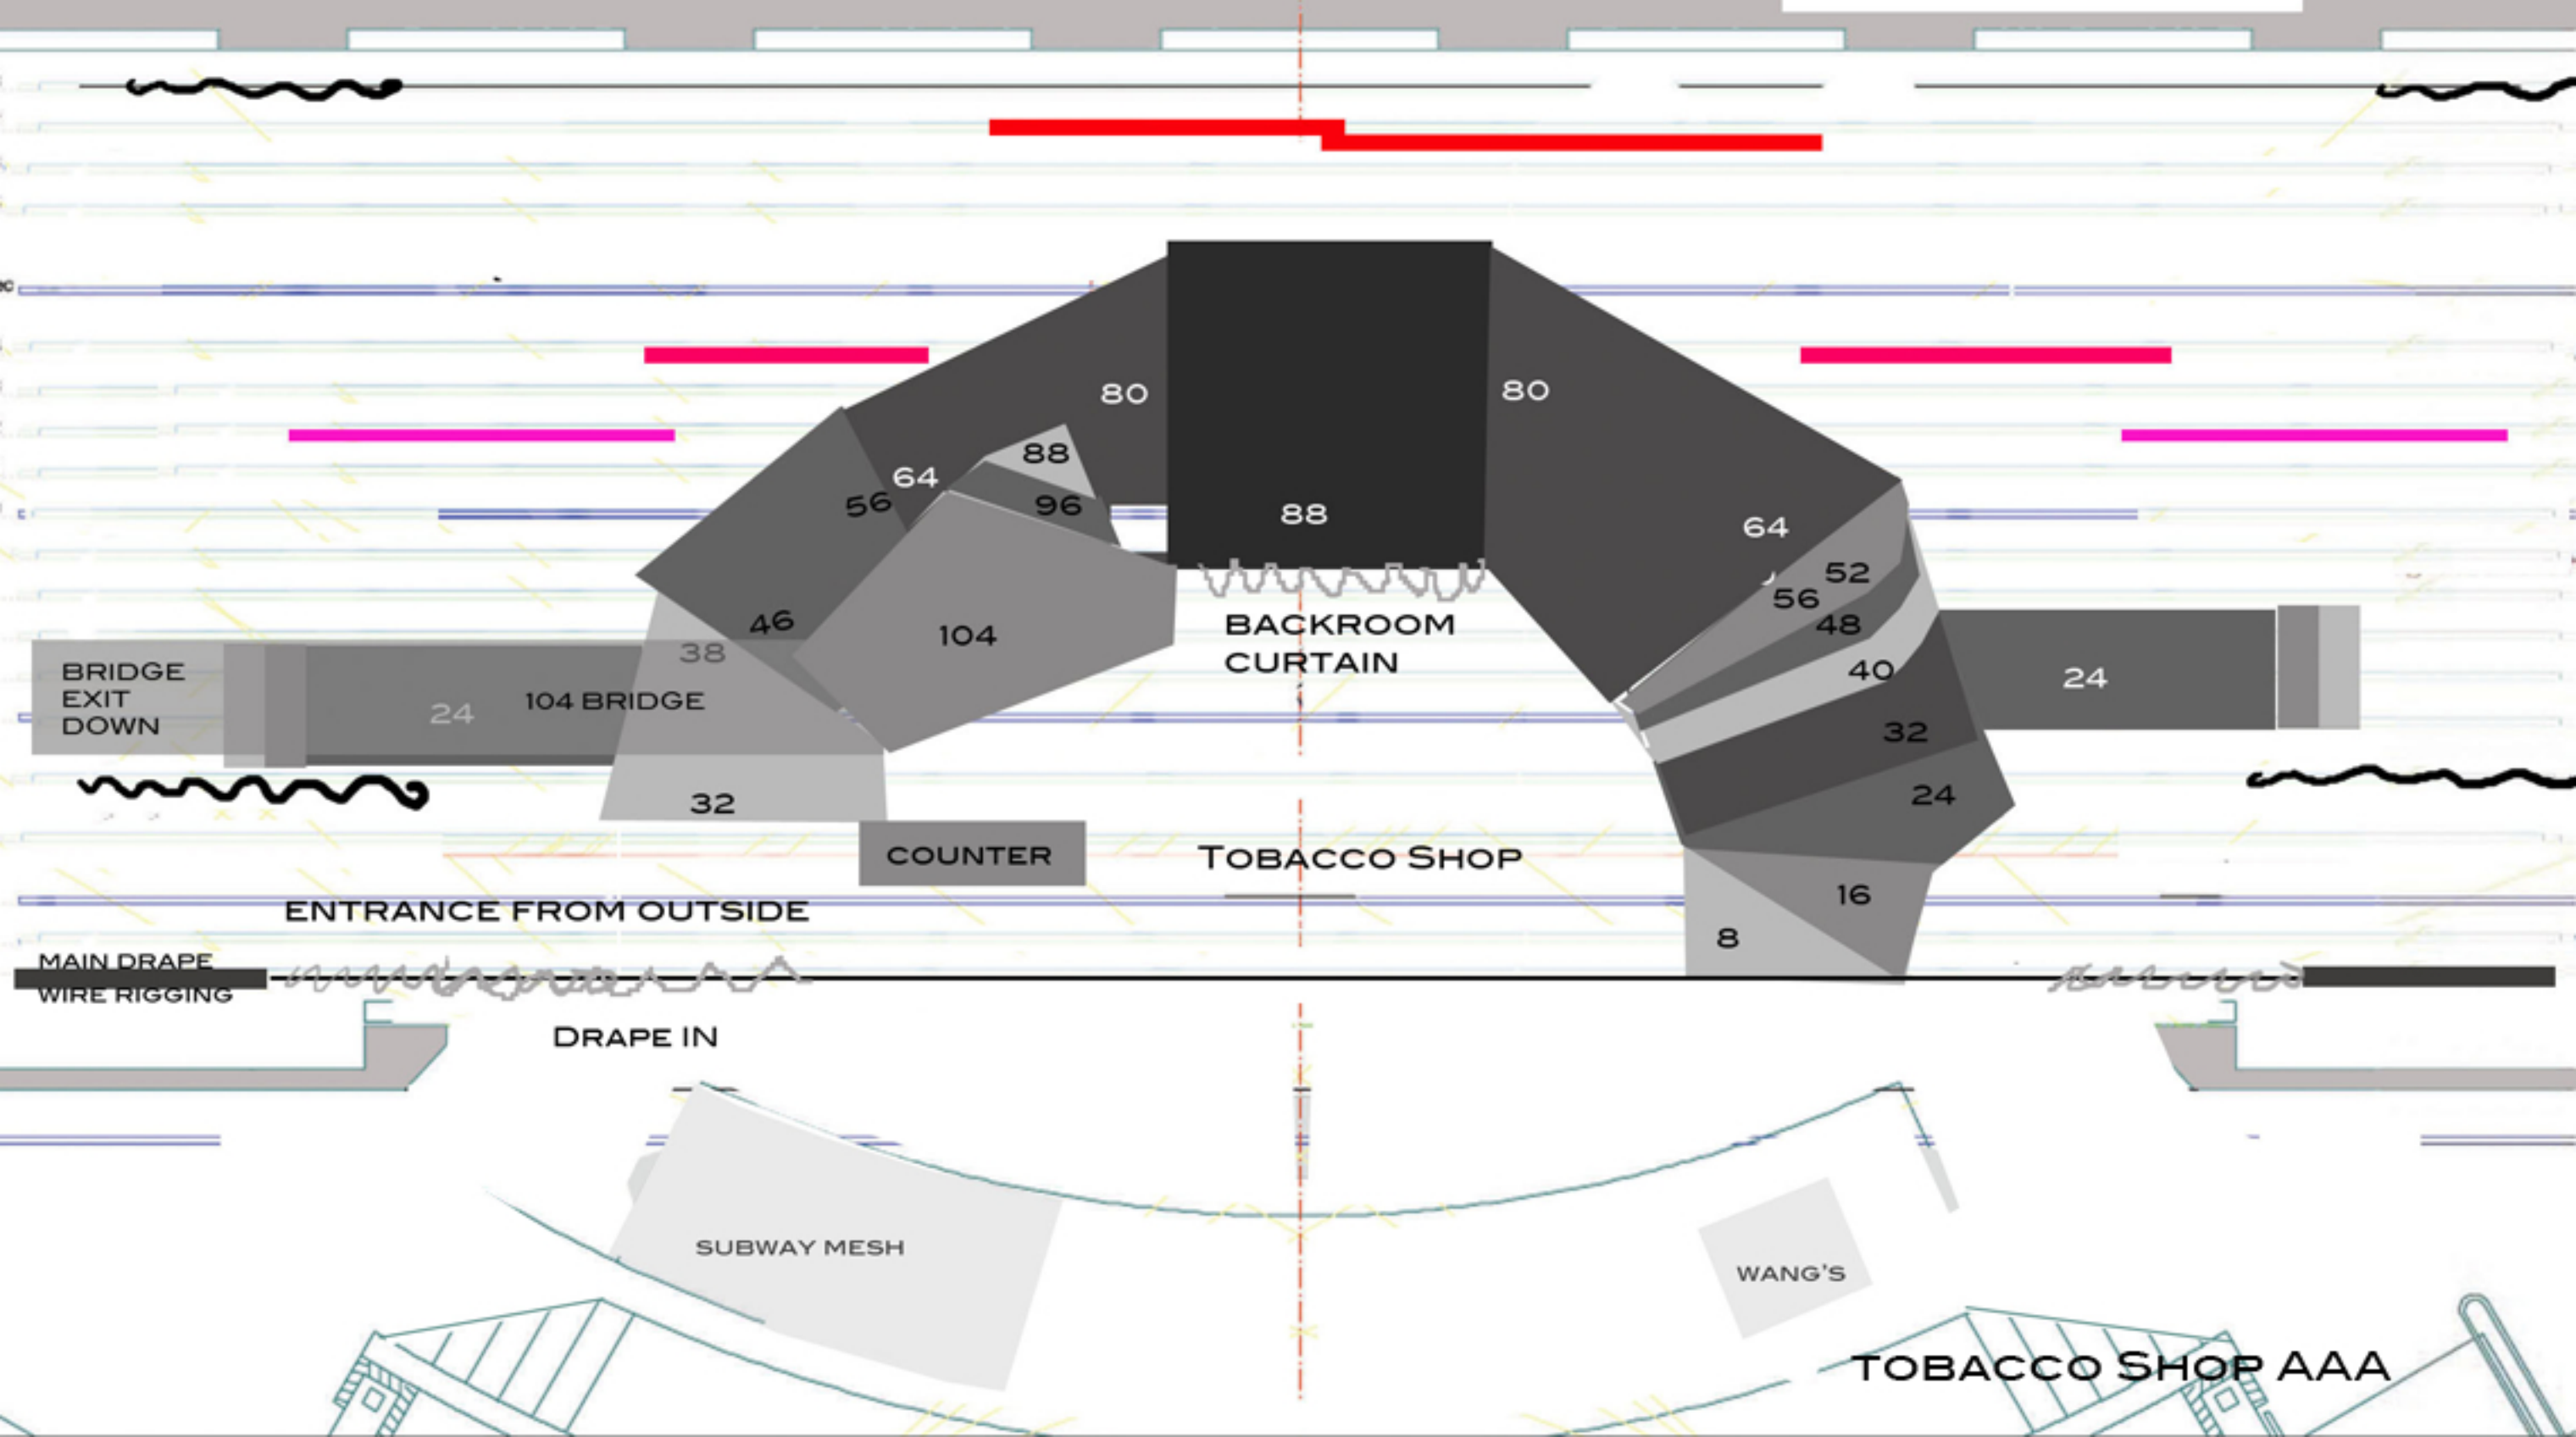 80
80
88
64
56
96
88
64
52
56
48
46
104
38
BACKROOM
CURTAIN
40
BRIDGE
EXIT
DOWN
24
104 BRIDGE
24
32
32
24
COUNTER
TOBACCO SHOP
16
ENTRANCE FROM OUTSIDE
8
MAIN DRAPE
WIRE RIGGING
DRAPE IN
SUBWAY MESH
WANG'S
TOBACCO SHOP AAA